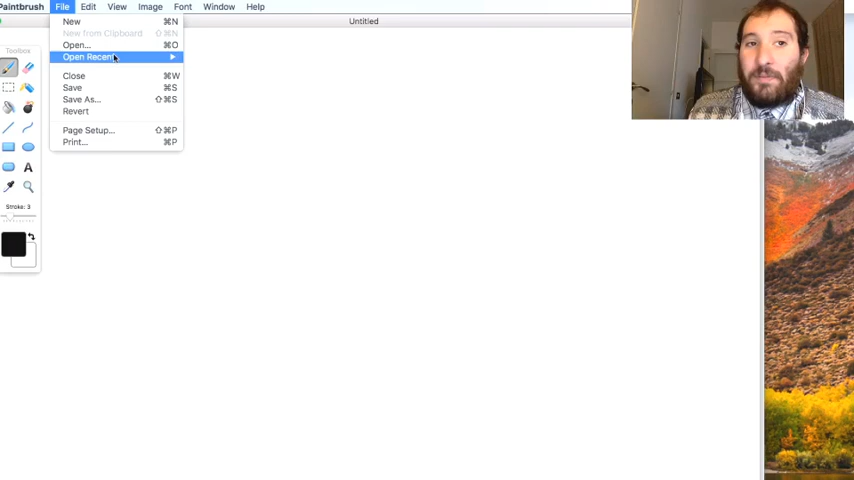 Paintbrush File Edit View Image Font Window Help
Untitled
New ⌘N
New from Clipboard ⇧⌘N
Open... ⌘O
Open Recent
Close ⌘W
Save ⌘S
Save As... ⇧⌘S
Revert
Page Setup... ⇧⌘P
Print... ⌘P
Toolbox
A
Stroke: 3